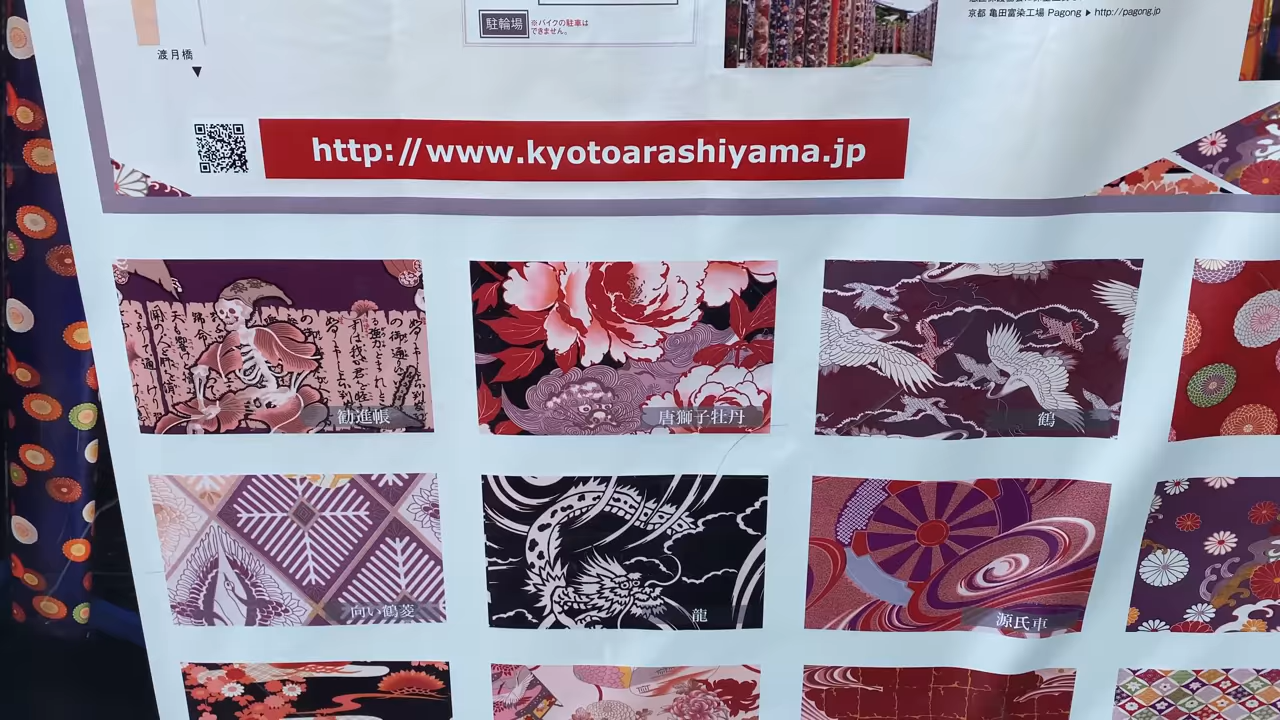 京都 亀田富染工場 Pagong ▶ http://pagong.jp
駐輪場
※バイクの駐車は
できません。
渡月橋
http://www.kyotoarashiyama.jp
勧進帳
唐獅子牡丹
鶴
向い鶴菱
龍
源氏車